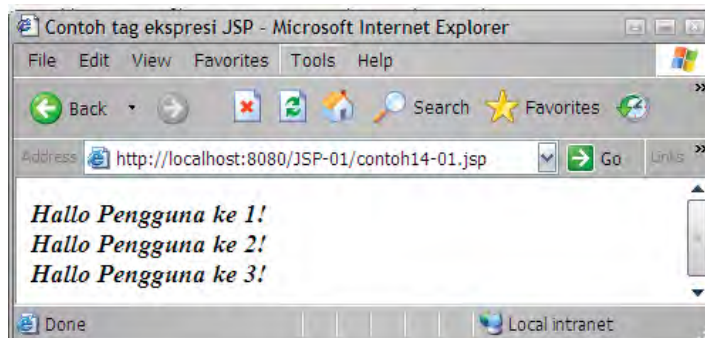 Contoh tag ekspresi JSP - Microsoft Internet Explorer
File Edit View Favorites Tools Help
Back Search Favorites »
Address http://localhost:8080/JSP-01/contoh14-01.jsp Go Links »
Hallo Pengguna ke 1!
Hallo Pengguna ke 2!
Hallo Pengguna ke 3!
Done Local intranet